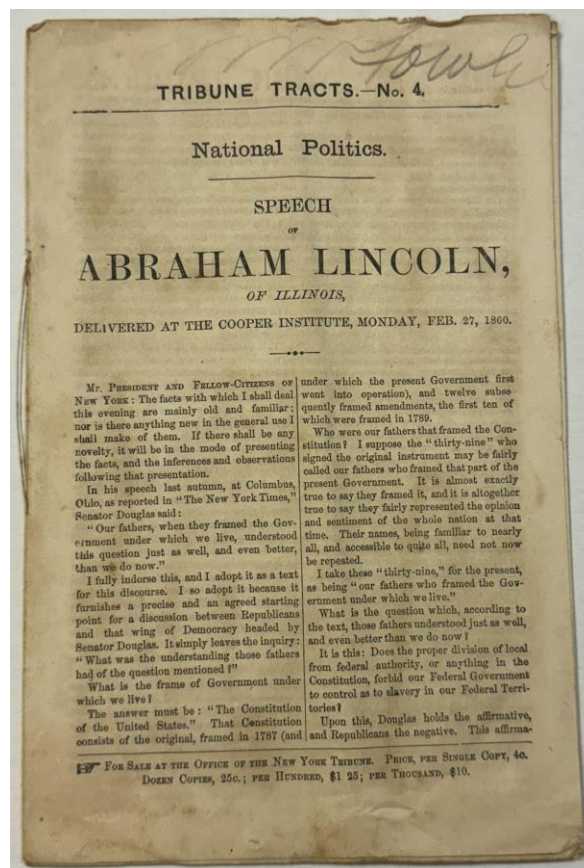 Fowle
TRIBUNE TRACTS.—No. 4.
National Politics.
SPEECH
OF
ABRAHAM LINCOLN,
OF ILLINOIS,
DELIVERED AT THE COOPER INSTITUTE, MONDAY, FEB. 27, 1860.
Mr. President and Fellow-Citizens of
New York: The facts with which I shall deal
this evening are mainly old and familiar;
nor is there anything new in the general use I
shall make of them. If there shall be any
novelty, it will be in the mode of presenting
the facts, and the inferences and observations
following that presentation.
In his speech last autumn, at Columbus,
Ohio, as reported in "The New York Times,"
Senator Douglas said:
"Our fathers, when they framed the Gov-
ernment under which we live, understood
this question just as well, and even better,
than we do now."
I fully indorse this, and I adopt it as a text
for this discourse. I so adopt it because it
furnishes a precise and an agreed starting
point for a discussion between Republicans
and that wing of Democracy headed by
Senator Douglas. It simply leaves the inquiry:
"What was the understanding those fathers
had of the question mentioned?"
What is the frame of Government under
which we live?
The answer must be: "The Constitution
of the United States." That Constitution
consists of the original, framed in 1787 (and
under which the present Government first
went into operation), and twelve subse
quently framed amendments, the first ten of
which were framed in 1789.
Who were our fathers that framed the Con-
stitution? I suppose the "thirty-nine" who
signed the original instrument may be fairly
called our fathers who framed that part of the
present Government. It is almost exactly
true to say they framed it, and it is altogether
true to say they fairly represented the opinion
and sentiment of the whole nation at that
time. Their names, being familiar to nearly
all, and accessible to quite all, need not now
be repeated.
I take these "thirty-nine," for the present,
as being "our fathers who framed the Gov-
ernment under which we live."
What is the question which, according to
the text, those fathers understood just as well,
and even better than we do now?
It is this: Does the proper division of local
from federal authority, or anything in the
Constitution, forbid our Federal Government
to control as to slavery in our Federal Terri-
tories?
Upon this, Douglas holds the affirmative,
and Republicans the negative. This affirma-
For Sale at the Office of the New York Tribune. Price, per Single Copy, 4c.
Dozen Copies, 25c.; per Hundred, $1 25; per Thousand, $10.